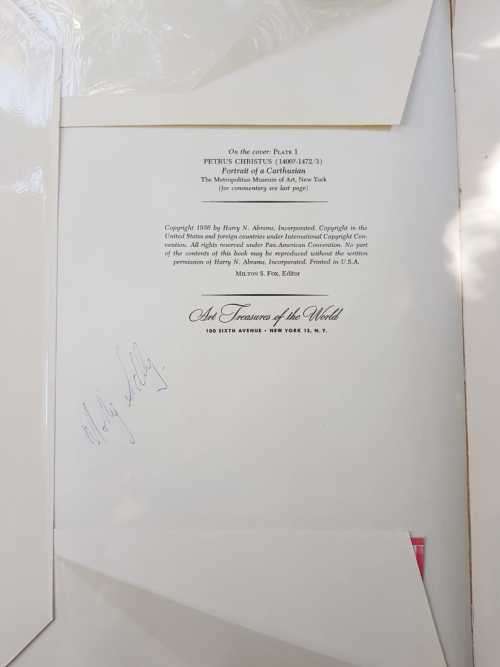 On the cover: PLATE 1
PETRUS CHRISTUS (1400?-1472/3)
Portrait of a Carthusian
The Metropolitan Museum of Art, New York
(for commentary see last page)
Copyright 1956 by Harry N. Abrams, Incorporated. Copyright in the
United States and foreign countries under International Copyright Con-
vention. All rights reserved under Pan-American Convention. No part
of the contents of this book may be reproduced without the written
permission of Harry N. Abrams, Incorporated. Printed in U.S.A.
MILTON S. FOX, Editor
Art Treasures of the World
100 SIXTH AVENUE • NEW YORK 13, N. Y.